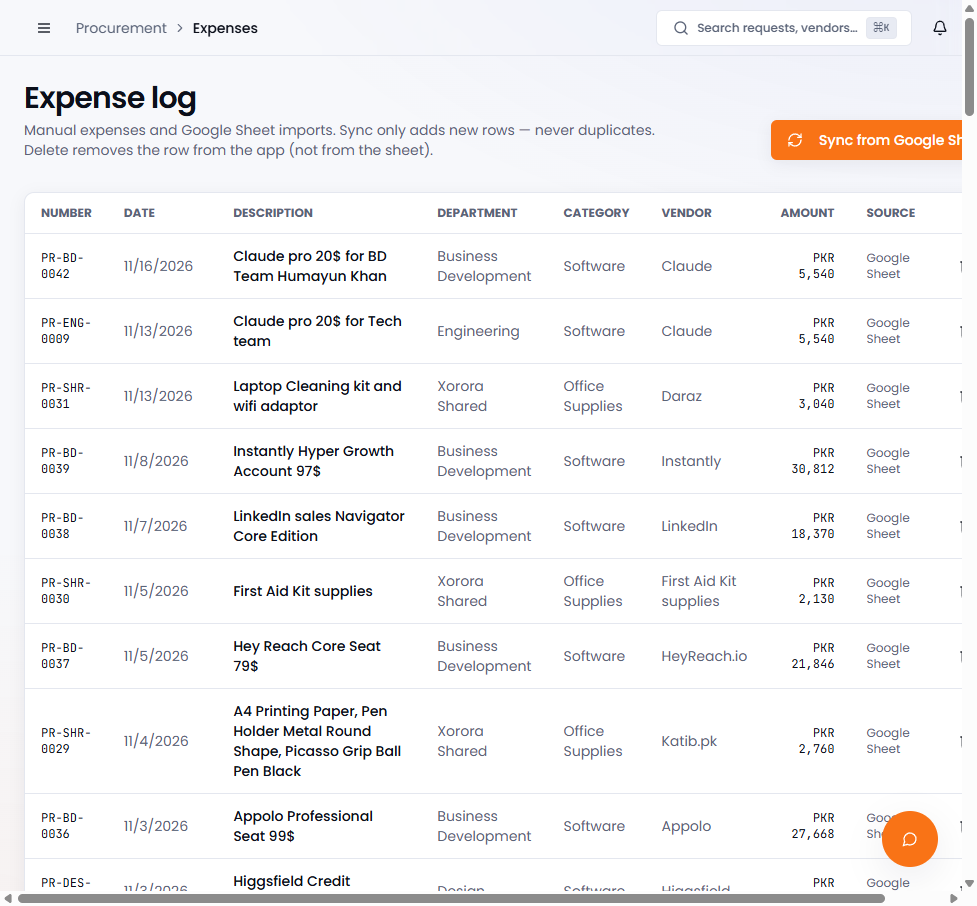 Procurement > Expenses
Search requests, vendors... ⌘K
Expense log
Manual expenses and Google Sheet imports. Sync only adds new rows — never duplicates.
Delete removes the row from the app (not from the sheet).
Sync from Google
NUMBER DATE DESCRIPTION DEPARTMENT CATEGORY VENDOR AMOUNT SOURCE
PR-BD-
0042
11/16/2026
Claude pro 20$ for BD
Team Humayun Khan
Business
Development
Software
Claude
PKR
5,540
Google
Sheet
PR-ENG-
0009
11/13/2026
Claude pro 20$ for Tech
team
Engineering
Software
Claude
PKR
5,540
Google
Sheet
PR-SHR-
0031
11/13/2026
Laptop Cleaning kit and
wifi adaptor
Xorora
Shared
Office
Supplies
Daraz
PKR
3,040
Google
Sheet
PR-BD-
0039
11/8/2026
Instantly Hyper Growth
Account 97$
Business
Development
Software
Instantly
PKR
30,812
Google
Sheet
PR-BD-
0038
11/7/2026
LinkedIn sales Navigator
Core Edition
Business
Development
Software
LinkedIn
PKR
18,370
Google
Sheet
PR-SHR-
0030
11/5/2026
First Aid Kit supplies
Xorora
Shared
Office
Supplies
First Aid Kit
supplies
PKR
2,130
Google
Sheet
PR-BD-
0037
11/5/2026
Hey Reach Core Seat
79$
Business
Development
Software
HeyReach.io
PKR
21,846
Google
Sheet
PR-SHR-
0029
11/4/2026
A4 Printing Paper, Pen
Holder Metal Round
Shape, Picasso Grip Ball
Pen Black
Xorora
Shared
Office
Supplies
Katib.pk
PKR
2,760
Google
Sheet
PR-BD-
0036
11/3/2026
Appolo Professional
Seat 99$
Business
Development
Software
Appolo
PKR
27,668
PR-DES-
11/3/2026
Higgsfield Credit
Design
Software
Higgsfield
PKR
Google